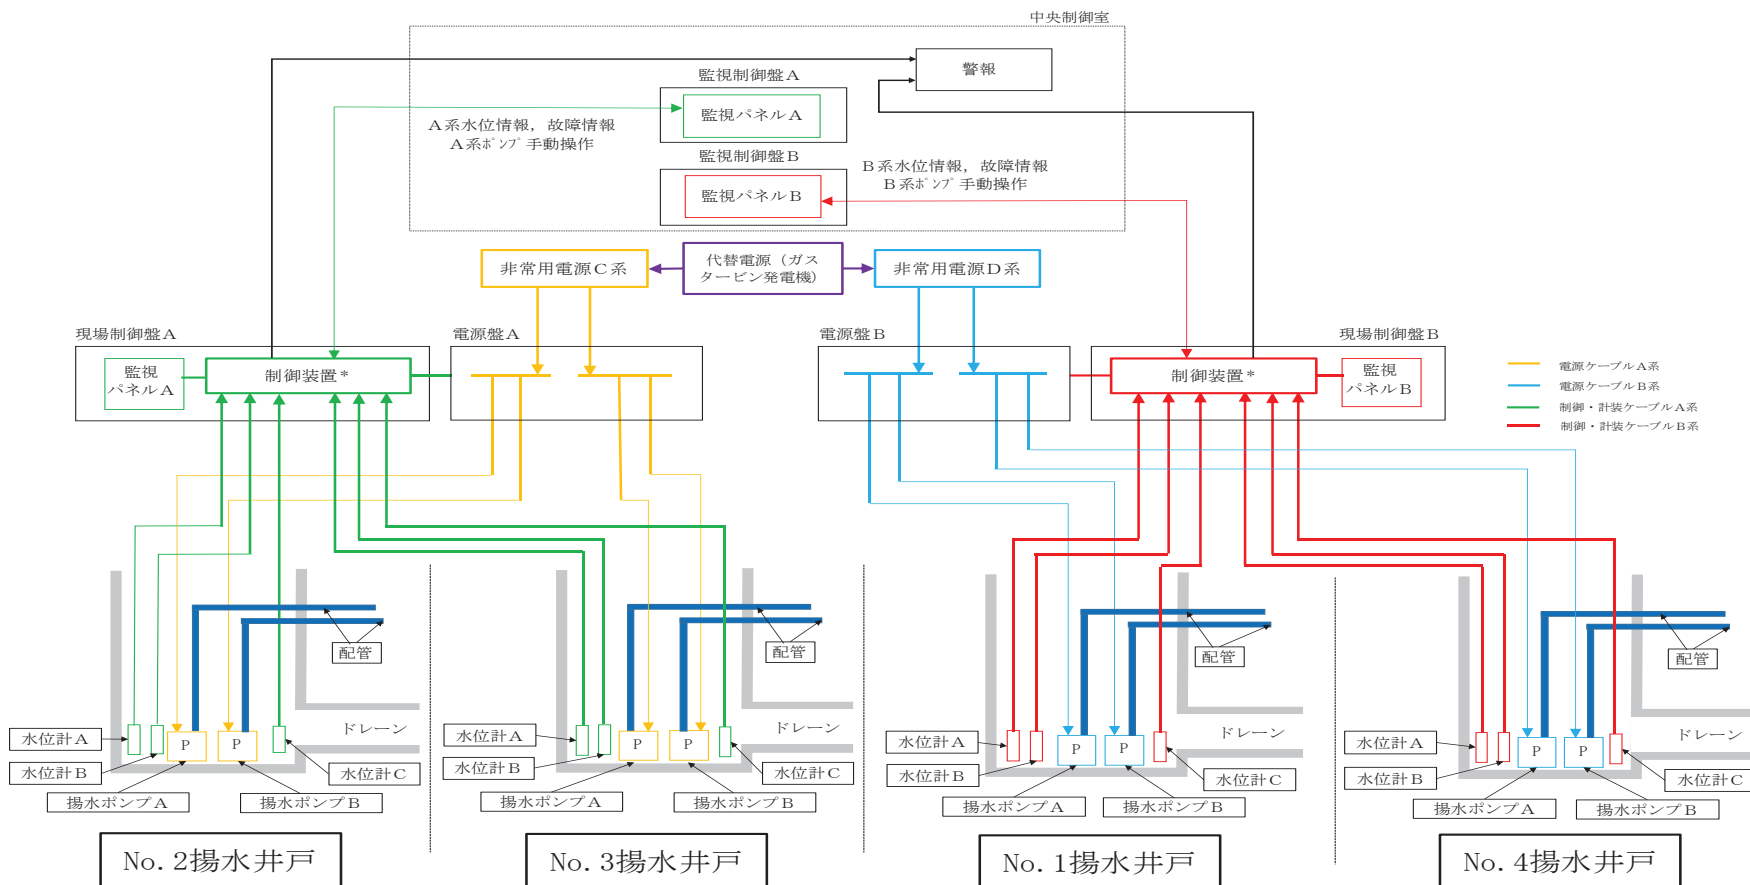 中央制御室
警報
監視制御盤A
監視パネルA
A系水位情報，故障情報
A系ﾎﾟﾝﾌﾟ手動操作
監視制御盤B
監視パネルB
B系水位情報，故障情報
B系ﾎﾟﾝﾌﾟ手動操作
非常用電源C系
代替電源（ガス
タービン発電機）
非常用電源D系
現場制御盤A
電源盤A
電源盤B
現場制御盤B
監視
パネルA
制御装置*
制御装置*
監視
パネルB
電源ケーブルA系
電源ケーブルB系
制御・計装ケーブルA系
制御・計装ケーブルB系
配管
ドレーン
水位計A
水位計B
P
P
水位計C
揚水ポンプA
揚水ポンプB
No.2揚水井戸
配管
ドレーン
水位計A
水位計B
P
P
水位計C
揚水ポンプA
揚水ポンプB
No.3揚水井戸
配管
ドレーン
水位計A
水位計B
P
P
水位計C
揚水ポンプA
揚水ポンプB
No.1揚水井戸
配管
ドレーン
水位計A
水位計B
P
P
水位計C
揚水ポンプA
揚水ポンプB
No.4揚水井戸